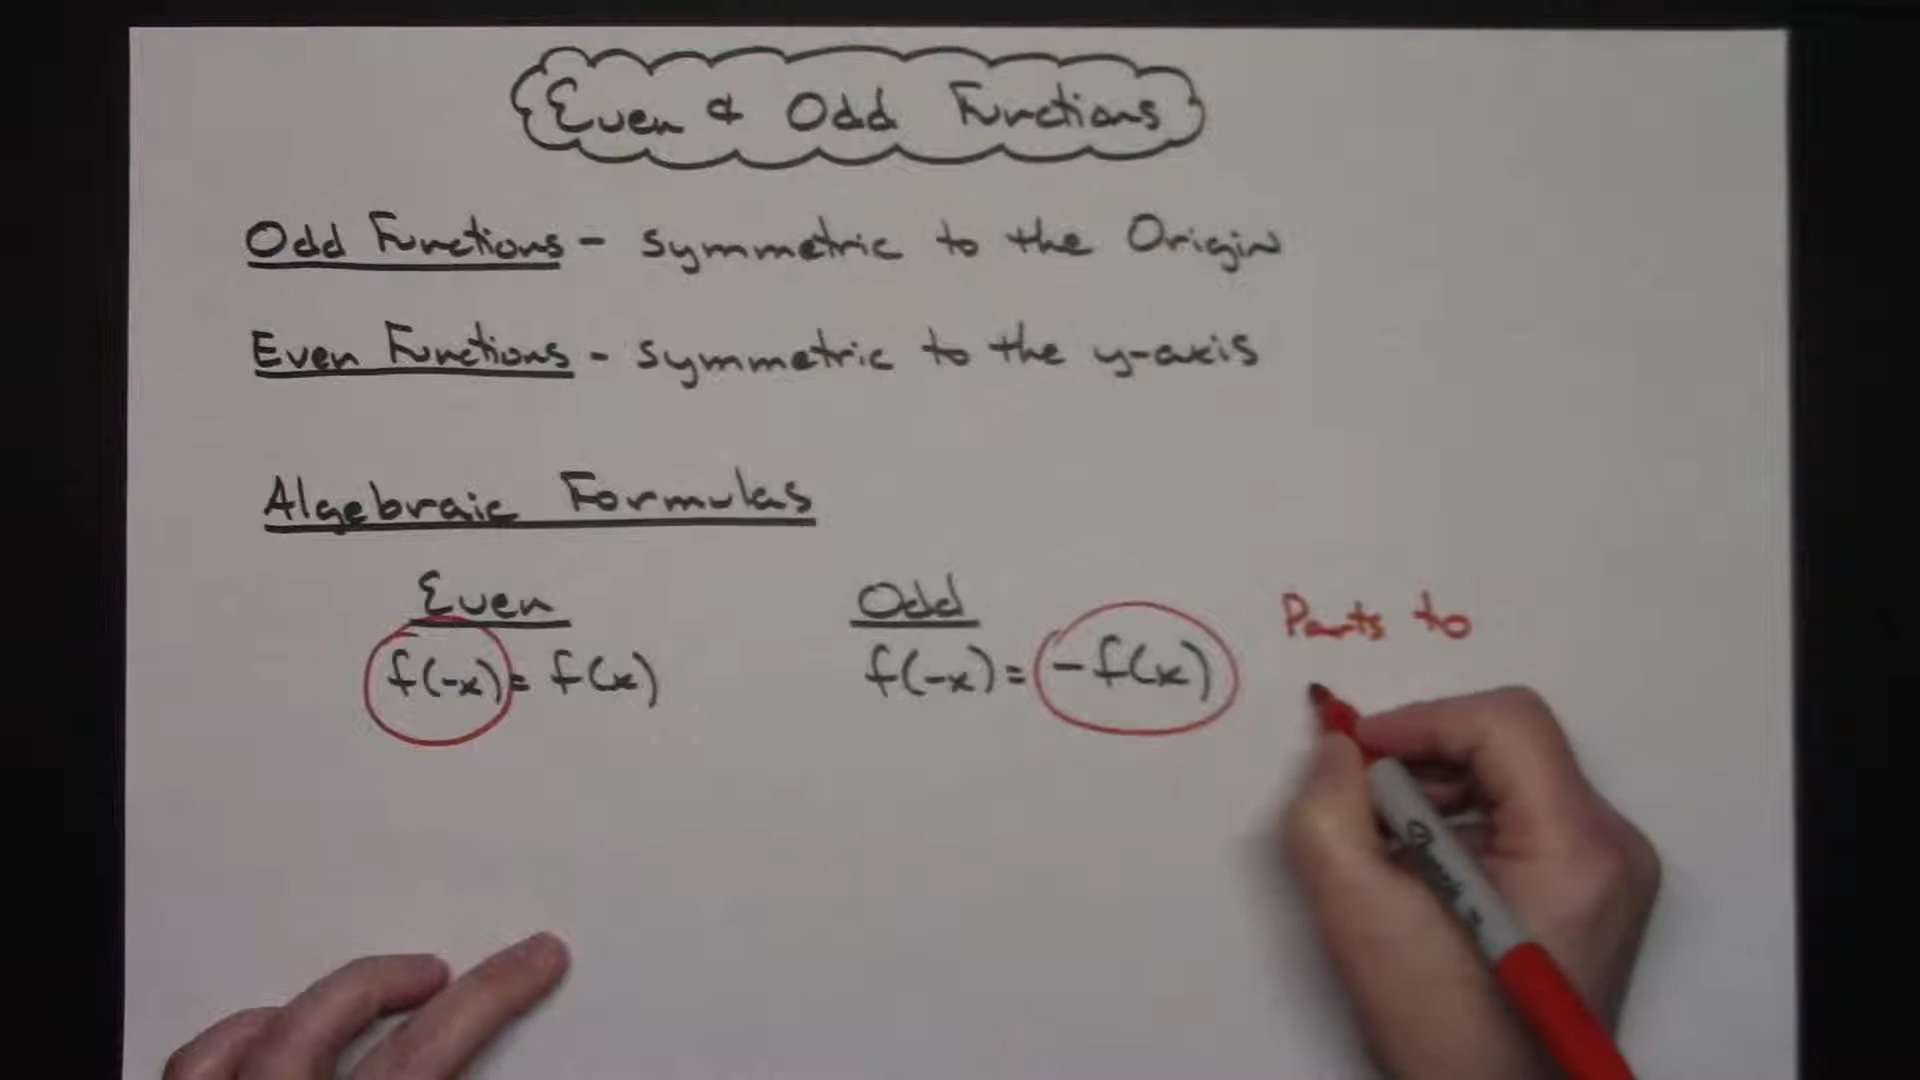 Even & Odd Functions
Odd Functions - symmetric to the Origin
Even Functions - symmetric to the y-axis
Algebraic Formulas
Even
f(-x) = f(x)
Odd
f(-x) = -f(x)
Parts to